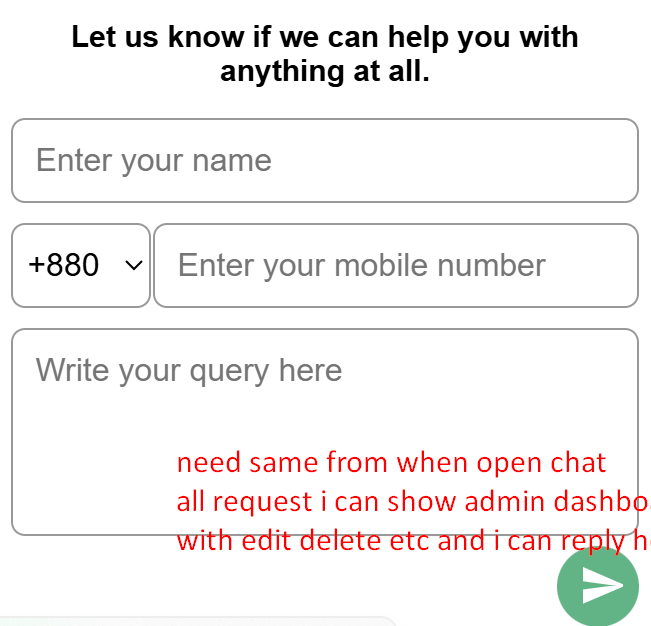 Let us know if we can help you with
anything at all.
Enter your name
+880
Enter your mobile number
Write your query here
need same from when open chat
all request i can show admin
with edit delete etc and i can reply